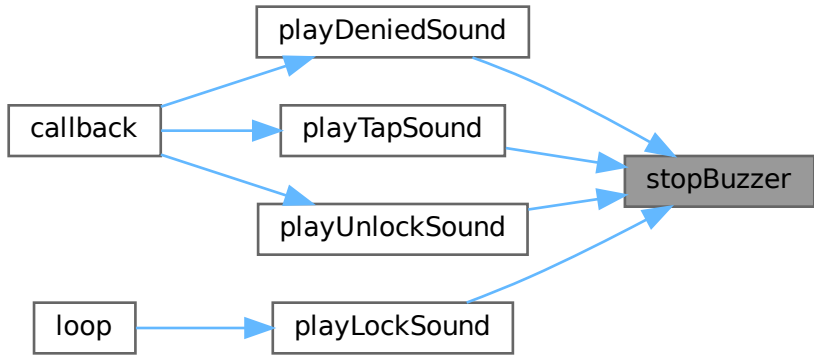 playDeniedSound
callback
playTapSound
stopBuzzer
playUnlockSound
loop
playLockSound